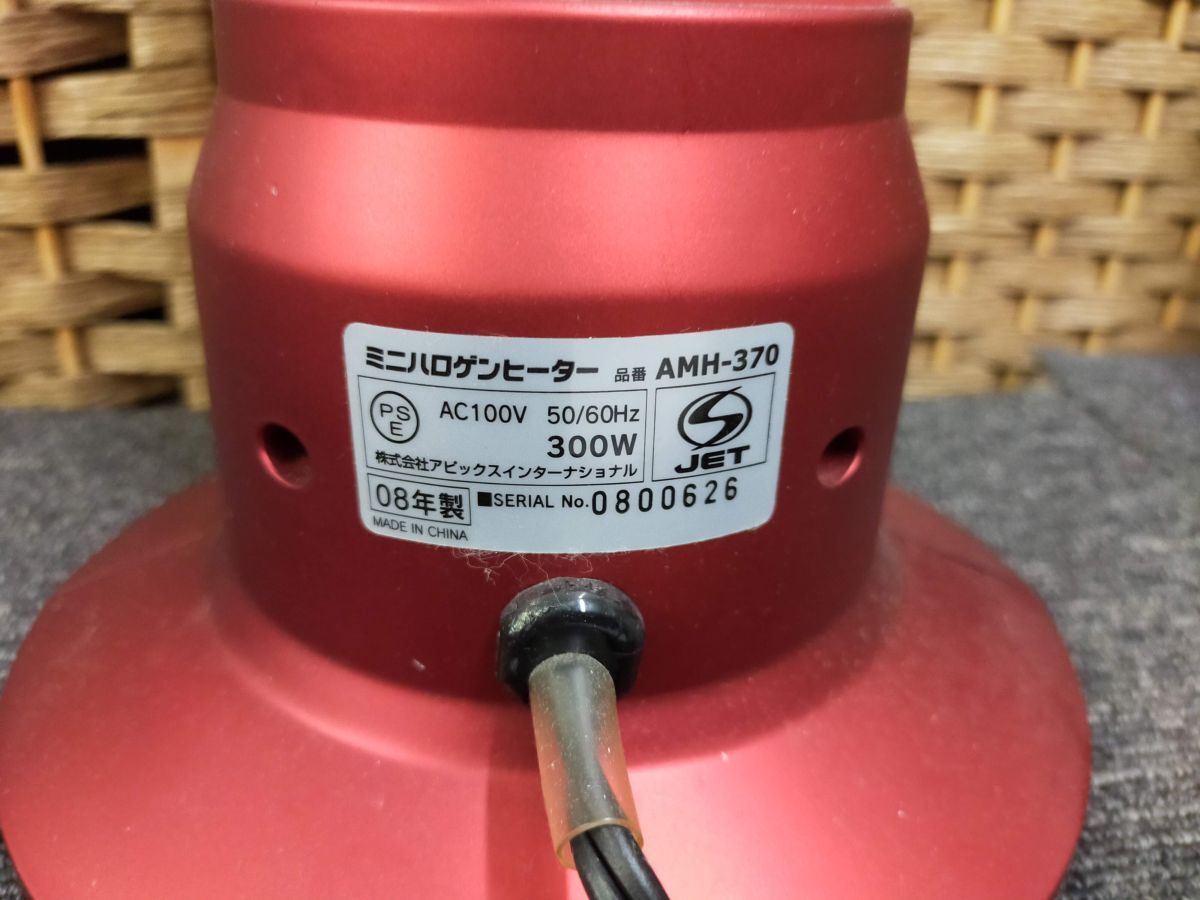 ミニハロゲンヒーター 品番 AMH-370
PSE
AC100V 50/60Hz
300W
株式会社アピックスインターナショナル
JET
08年製 ■SERIAL No.0800626
MADE IN CHINA